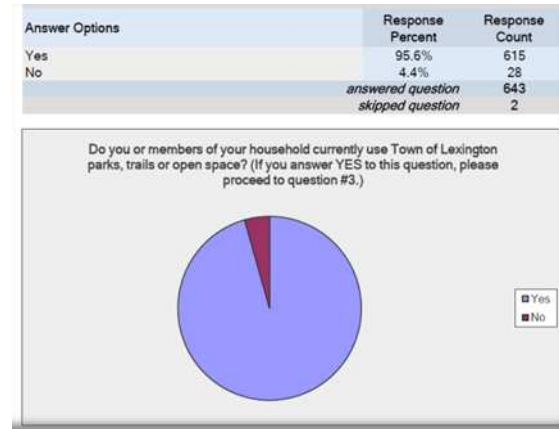 Answer Options Response Percent Response Count
Yes 95.6% 615
No 4.4% 28
answered question 643
skipped question 2
Do you or members of your household currently use Town of Lexington
parks, trails or open space? (If you answer YES to this question, please
proceed to question #3.)
Yes
No